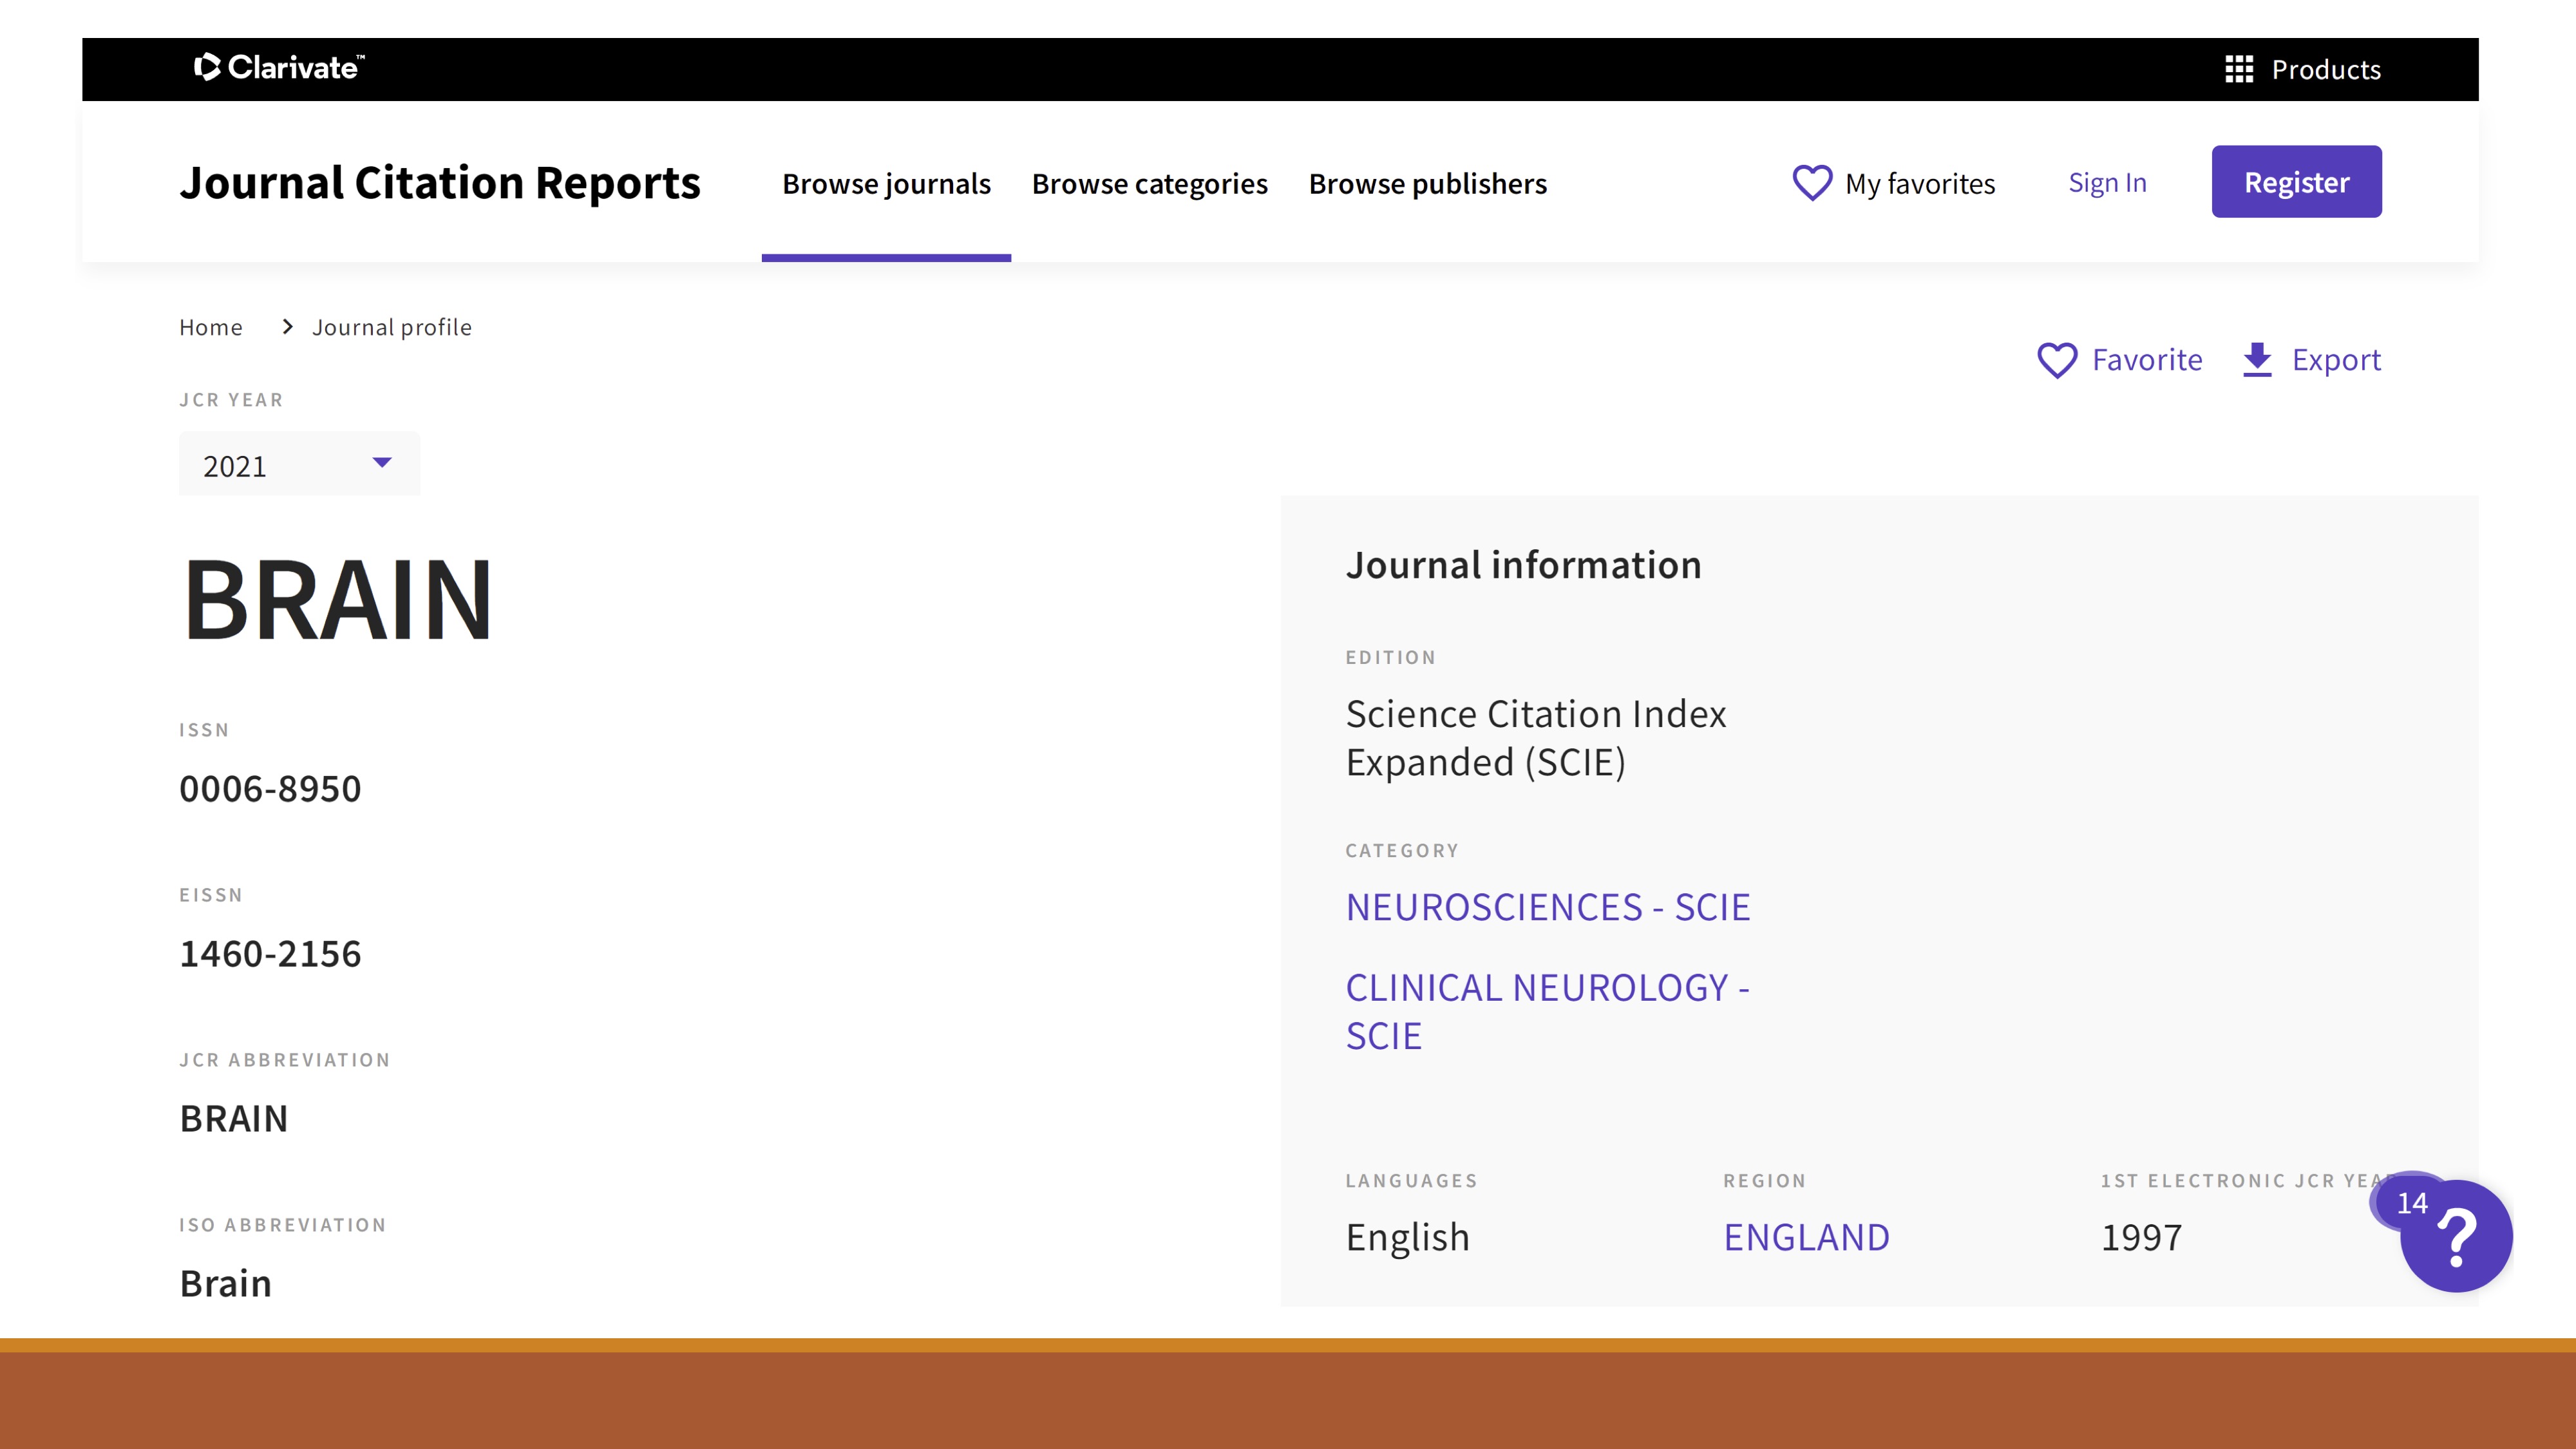 Clarivate™
Products
Journal Citation Reports
Browse journals
Browse categories
Browse publishers
My favorites
Sign In
Register
Home > Journal profile
Favorite
Export
JCR YEAR
2021
BRAIN
ISSN
0006-8950
EISSN
1460-2156
JCR ABBREVIATION
BRAIN
ISO ABBREVIATION
Brain
Journal information
EDITION
Science Citation Index
Expanded (SCIE)
CATEGORY
NEUROSCIENCES - SCIE
CLINICAL NEUROLOGY -
SCIE
LANGUAGES
English
REGION
ENGLAND
1ST ELECTRONIC JCR YEA
1997
14
?